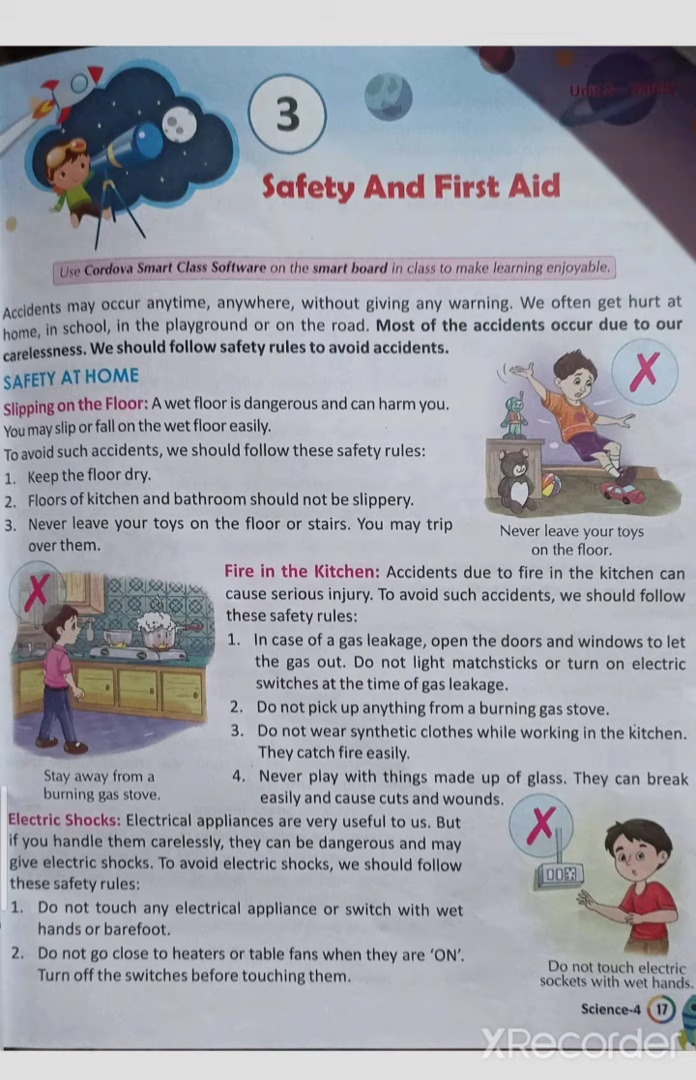 Unit 2 – Safety
3
Safety And First Aid
Use Cordova Smart Class Software on the smart board in class to make learning enjoyable.
Accidents may occur anytime, anywhere, without giving any warning. We often get hurt at
home, in school, in the playground or on the road. Most of the accidents occur due to our
carelessness. We should follow safety rules to avoid accidents.
SAFETY AT HOME
Slipping on the Floor: A wet floor is dangerous and can harm you.
You may slip or fall on the wet floor easily.
To avoid such accidents, we should follow these safety rules:
1. Keep the floor dry.
2. Floors of kitchen and bathroom should not be slippery.
3. Never leave your toys on the floor or stairs. You may trip
over them.
Never leave your toys
on the floor.
Fire in the Kitchen: Accidents due to fire in the kitchen can
cause serious injury. To avoid such accidents, we should follow
these safety rules:
1. In case of a gas leakage, open the doors and windows to let
the gas out. Do not light matchsticks or turn on electric
switches at the time of gas leakage.
2. Do not pick up anything from a burning gas stove.
3. Do not wear synthetic clothes while working in the kitchen.
They catch fire easily.
4. Never play with things made up of glass. They can break
easily and cause cuts and wounds.
Stay away from a
burning gas stove.
Electric Shocks: Electrical appliances are very useful to us. But
if you handle them carelessly, they can be dangerous and may
give electric shocks. To avoid electric shocks, we should follow
these safety rules:
1. Do not touch any electrical appliance or switch with wet
hands or barefoot.
2. Do not go close to heaters or table fans when they are ‘ON’.
Turn off the switches before touching them.
Do not touch electric
sockets with wet hands.
Science-4 17
XRecorder